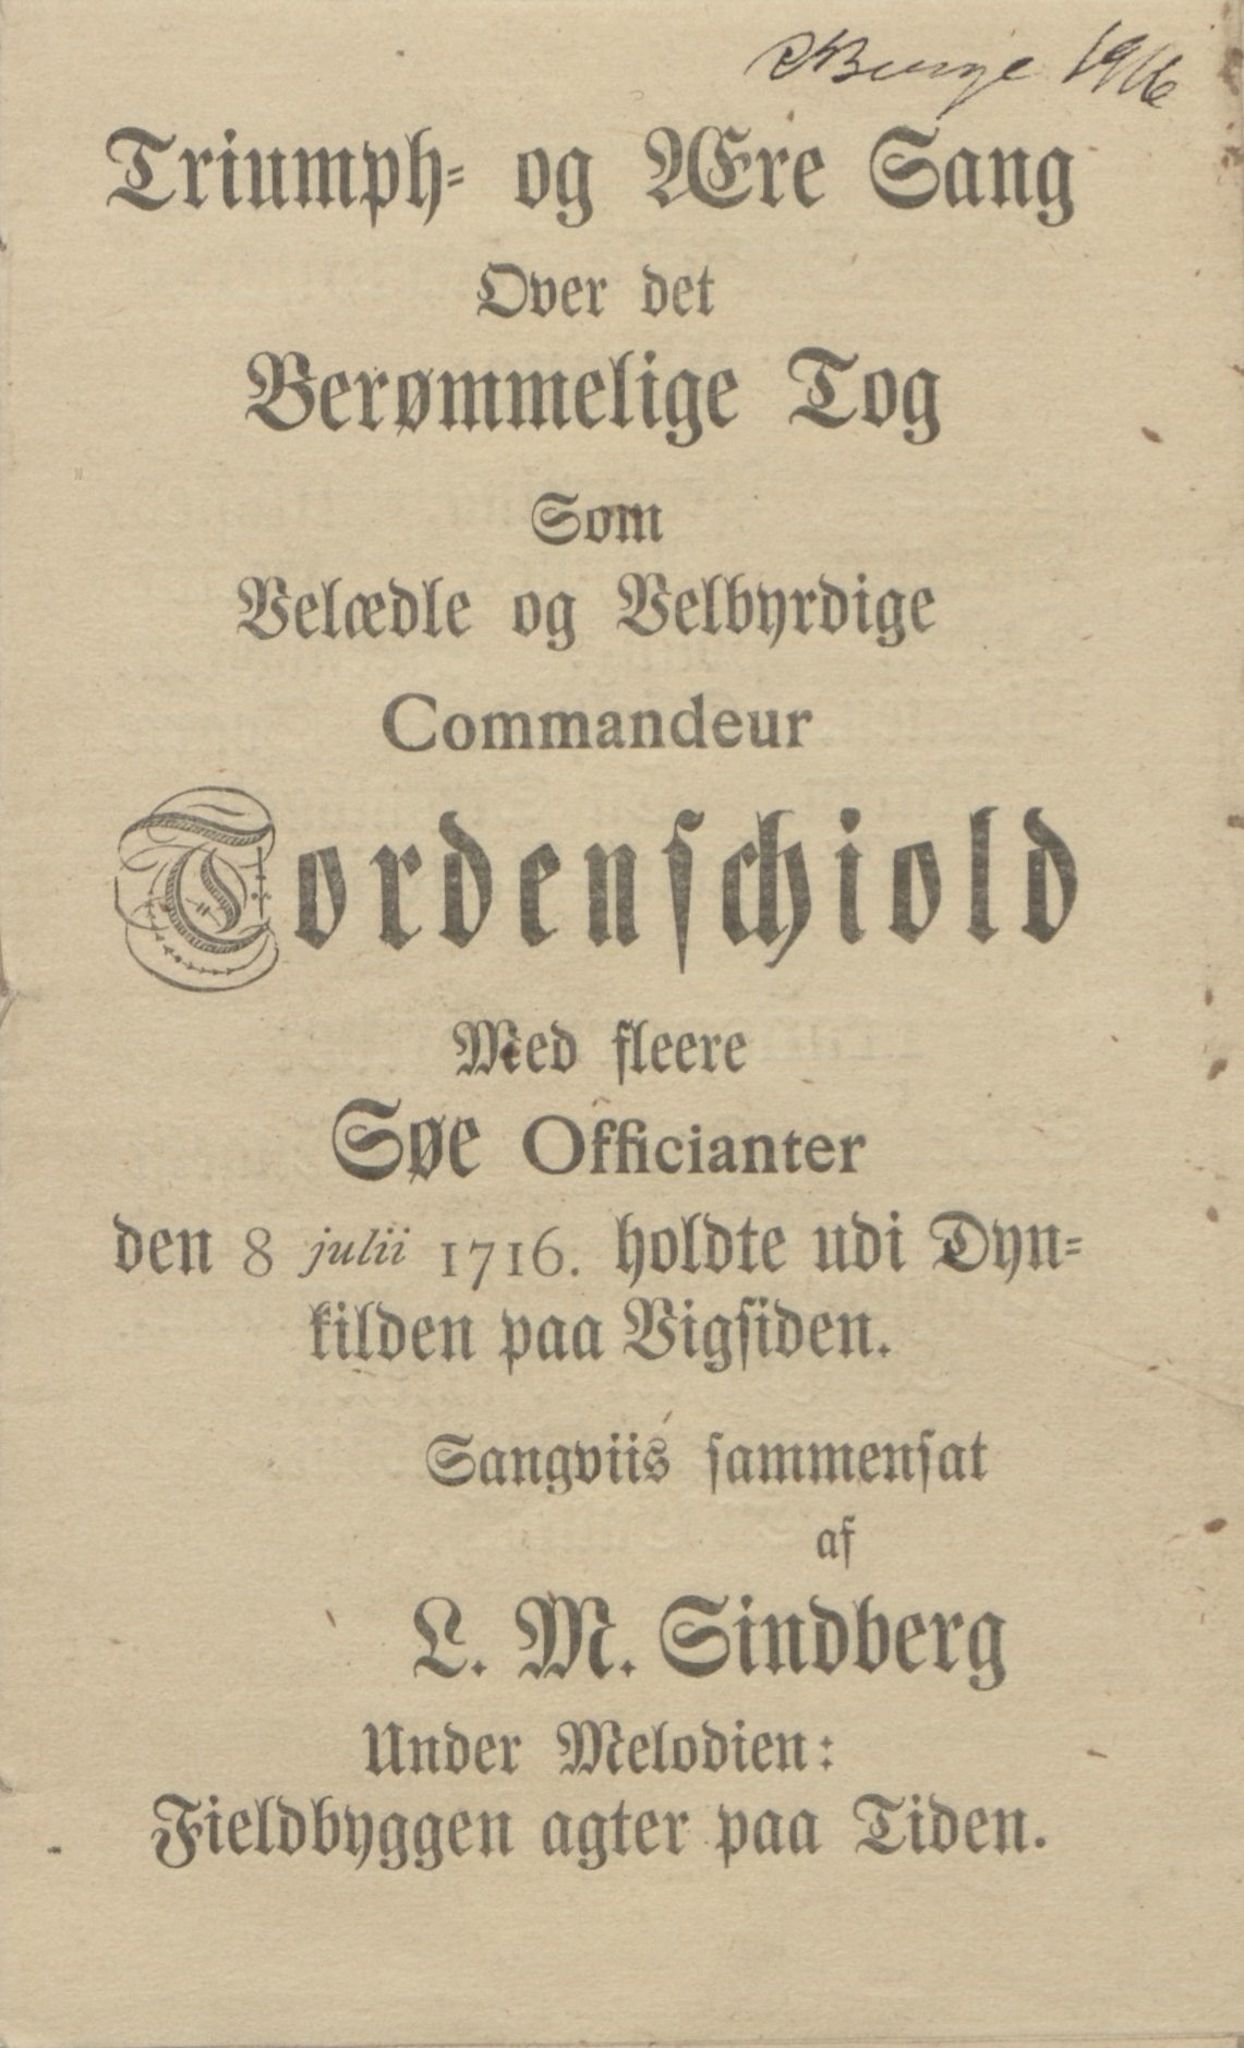 Bunge 1916
Triumph- og Ære Sang
Over det
Berømmelige Tog
Som
Velædle og Velbyrdige
Commandeur
Tordenschiold
Med fleere
Søe Officianter
den 8 julii 1716. holdte udi Dyn-
kilden paa Vigsiden.
Sangviis sammensat
af
L. M. Sindberg
Under Melodien:
Fieldbyggen agter paa Tiden.